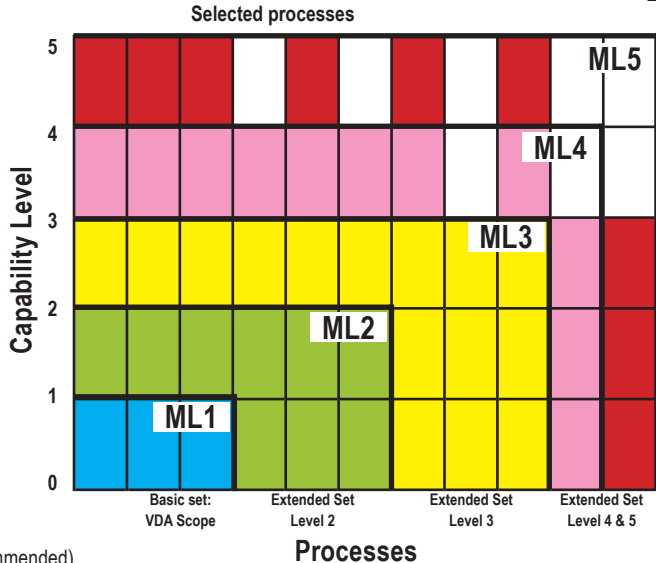 Selected processes
5
ML5
4
ML4
3
ML3
2
ML2
1
ML1
0
Capability Level
Basic set:
VDA Scope
Extended Set
Level 2
Extended Set
Level 3
Extended Set
Level 4 & 5
Processes
mmended)